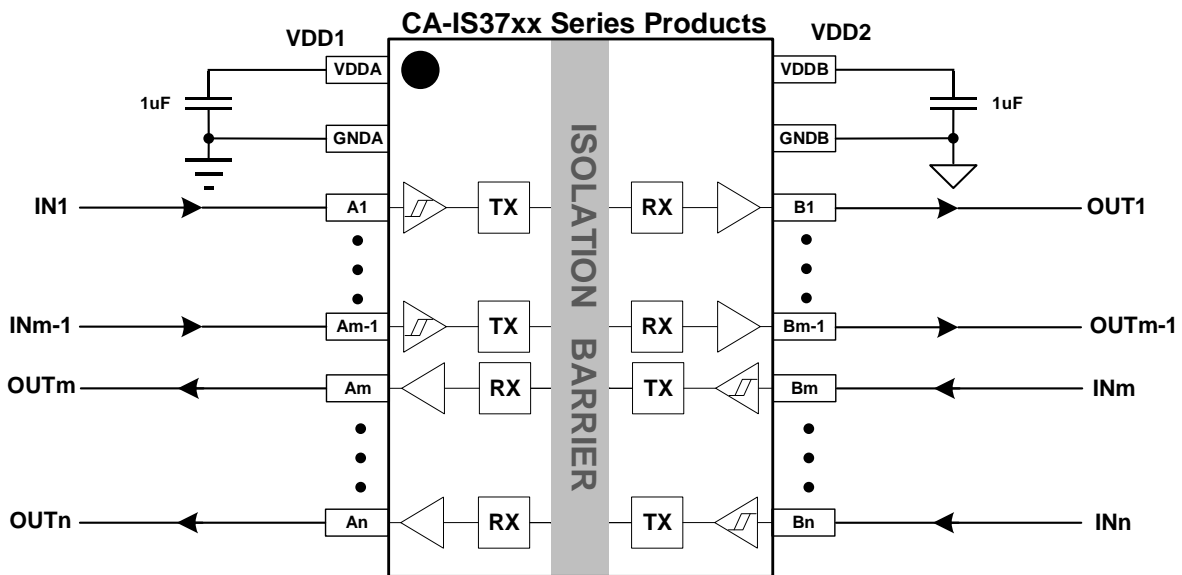 CA-IS37xx Series Products
VDD1
VDD2
VDDA
VDDB
1uF
1uF
GNDA
GNDB
ISOLATION BARRIER
IN1
A1
TX
RX
B1
OUT1
INm-1
Am-1
TX
RX
Bm-1
OUTm-1
OUTm
Am
RX
TX
Bm
INm
OUTn
An
RX
TX
Bn
INn